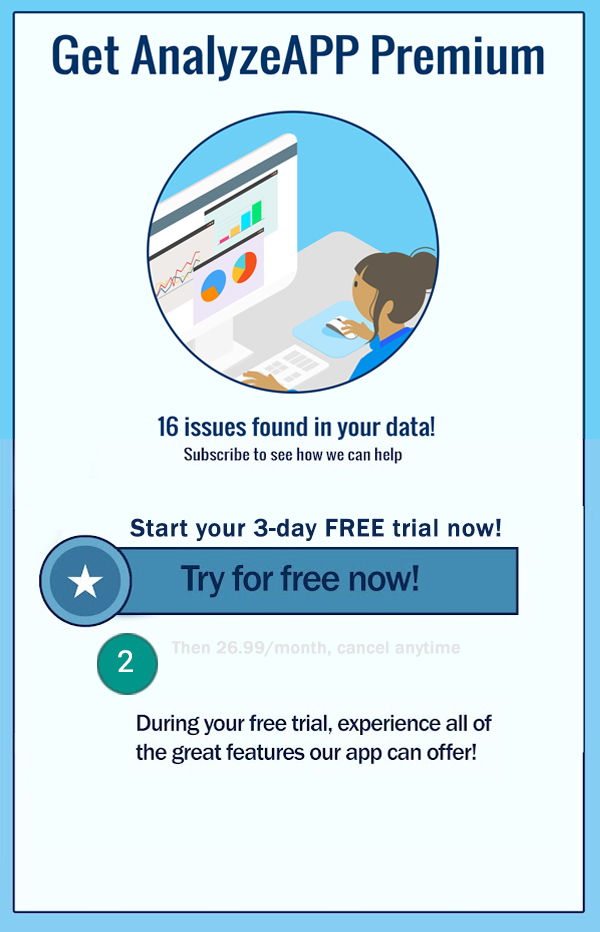 Get AnalyzeAPP Premium
16 issues found in your data!
Subscribe to see how we can help
Start your 3-day FREE trial now!
Try for free now!
Then 26.99/month, cancel anytime
2
During your free trial, experience all of
the great features our app can offer!